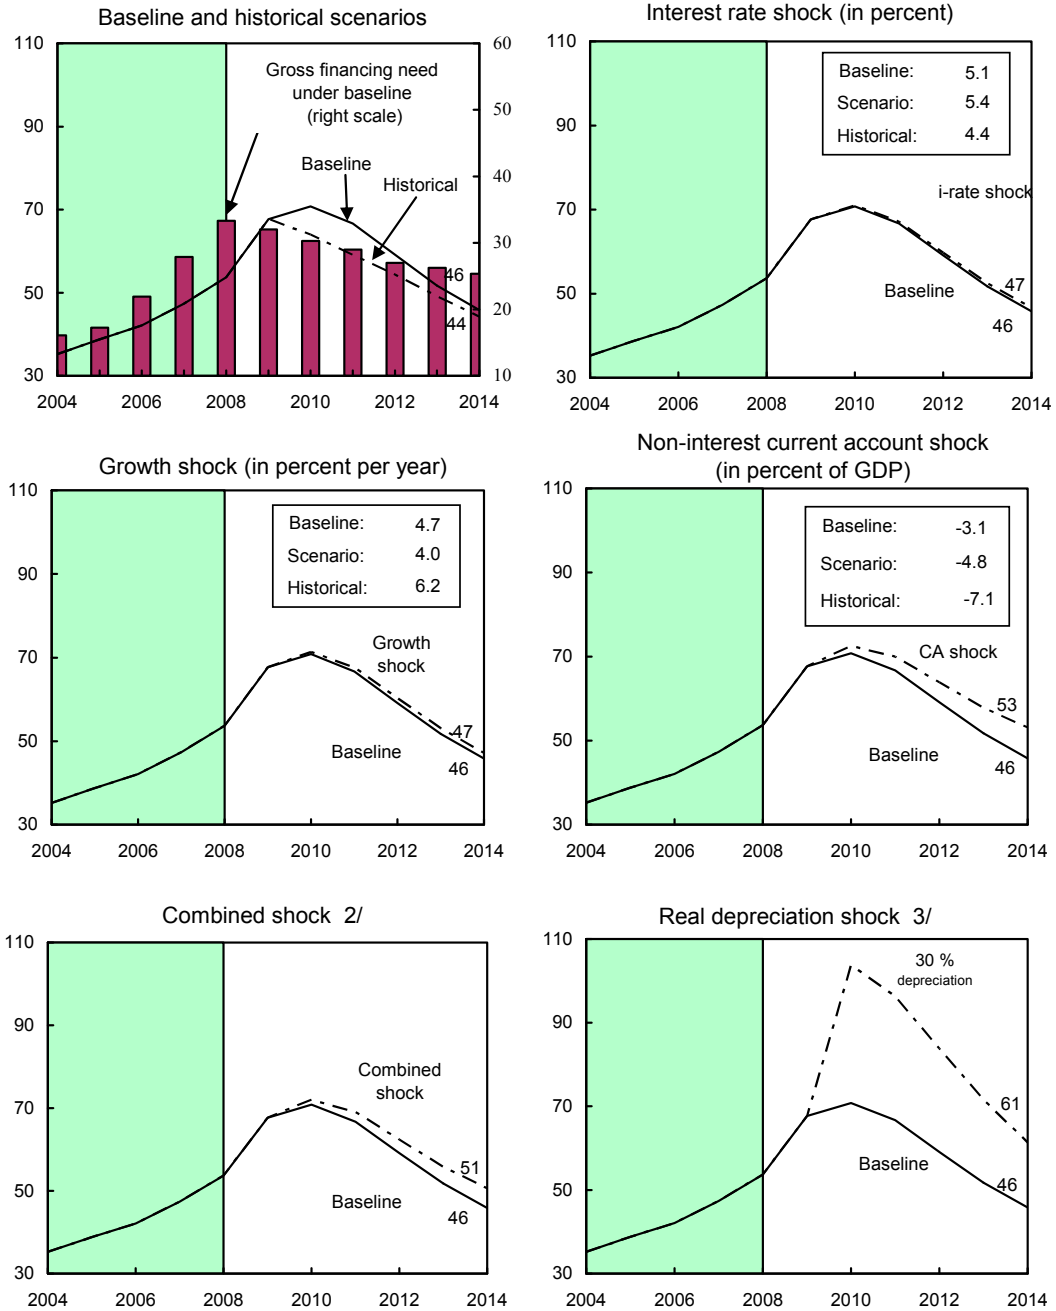 Baseline and historical scenarios
110
90
70
50
30
60
50
40
30
20
10
Gross financing need
under baseline
(right scale)
Baseline
Historical
46
44
2004 2006 2008 2010 2012 2014
Interest rate shock (in percent)
110
90
70
50
30
Baseline: 5.1
Scenario: 5.4
Historical: 4.4
i-rate shock
Baseline
47
46
2004 2006 2008 2010 2012 2014
Growth shock (in percent per year)
110
90
70
50
30
Baseline: 4.7
Scenario: 4.0
Historical: 6.2
Growth
shock
Baseline
47
46
2004 2006 2008 2010 2012 2014
Non-interest current account shock
(in percent of GDP)
110
90
70
50
30
Baseline: -3.1
Scenario: -4.8
Historical: -7.1
CA shock
Baseline
53
46
2004 2006 2008 2010 2012 2014
Combined shock 2/
110
90
70
50
30
Combined
shock
Baseline
51
46
2004 2006 2008 2010 2012 2014
Real depreciation shock 3/
110
90
70
50
30
30 %
depreciation
Baseline
61
46
2004 2006 2008 2010 2012 2014